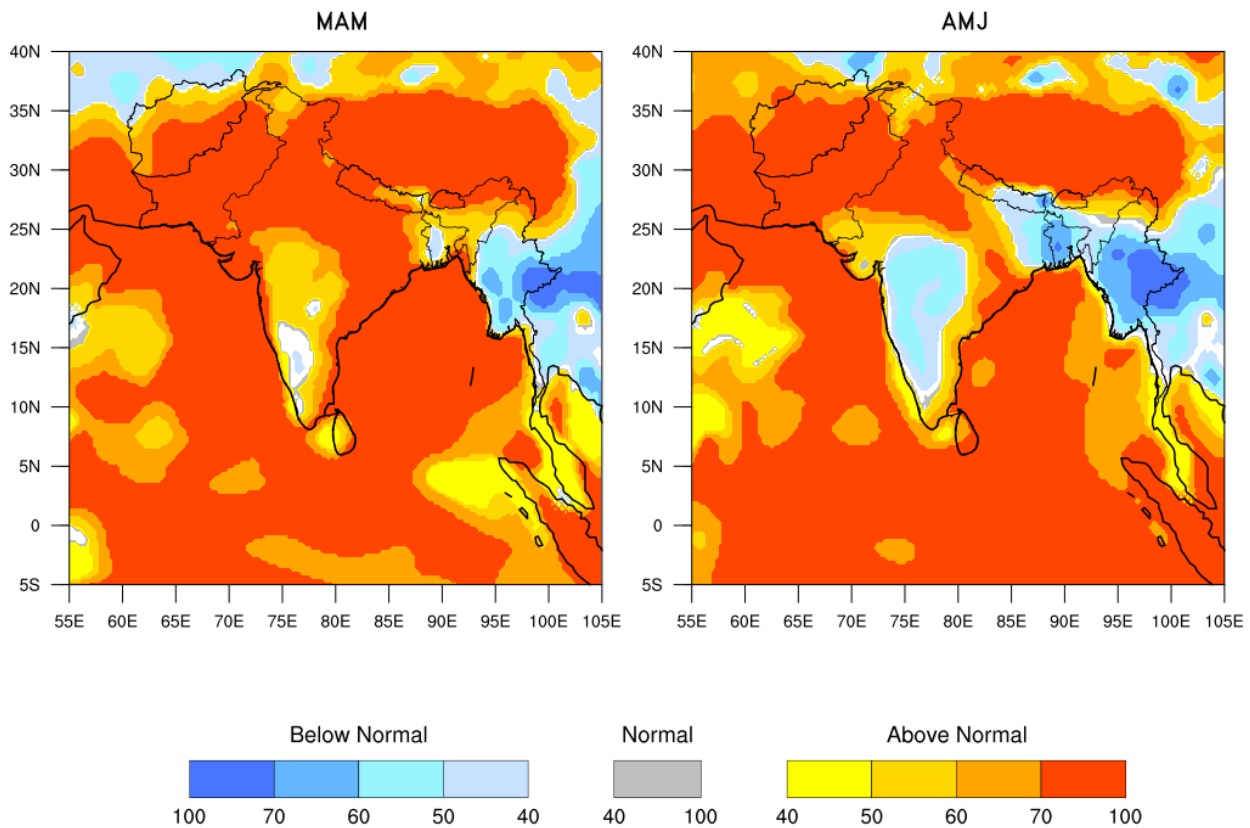 MAM
AMJ
40N
35N
30N
25N
20N
15N
10N
5N
0
5S
55E 60E 65E 70E 75E 80E 85E 90E 95E 100E 105E
40N
35N
30N
25N
20N
15N
10N
5N
0
5S
55E 60E 65E 70E 75E 80E 85E 90E 95E 100E 105E
Below Normal Normal Above Normal
100 70 60 50 40 40 100 40 50 60 70 100